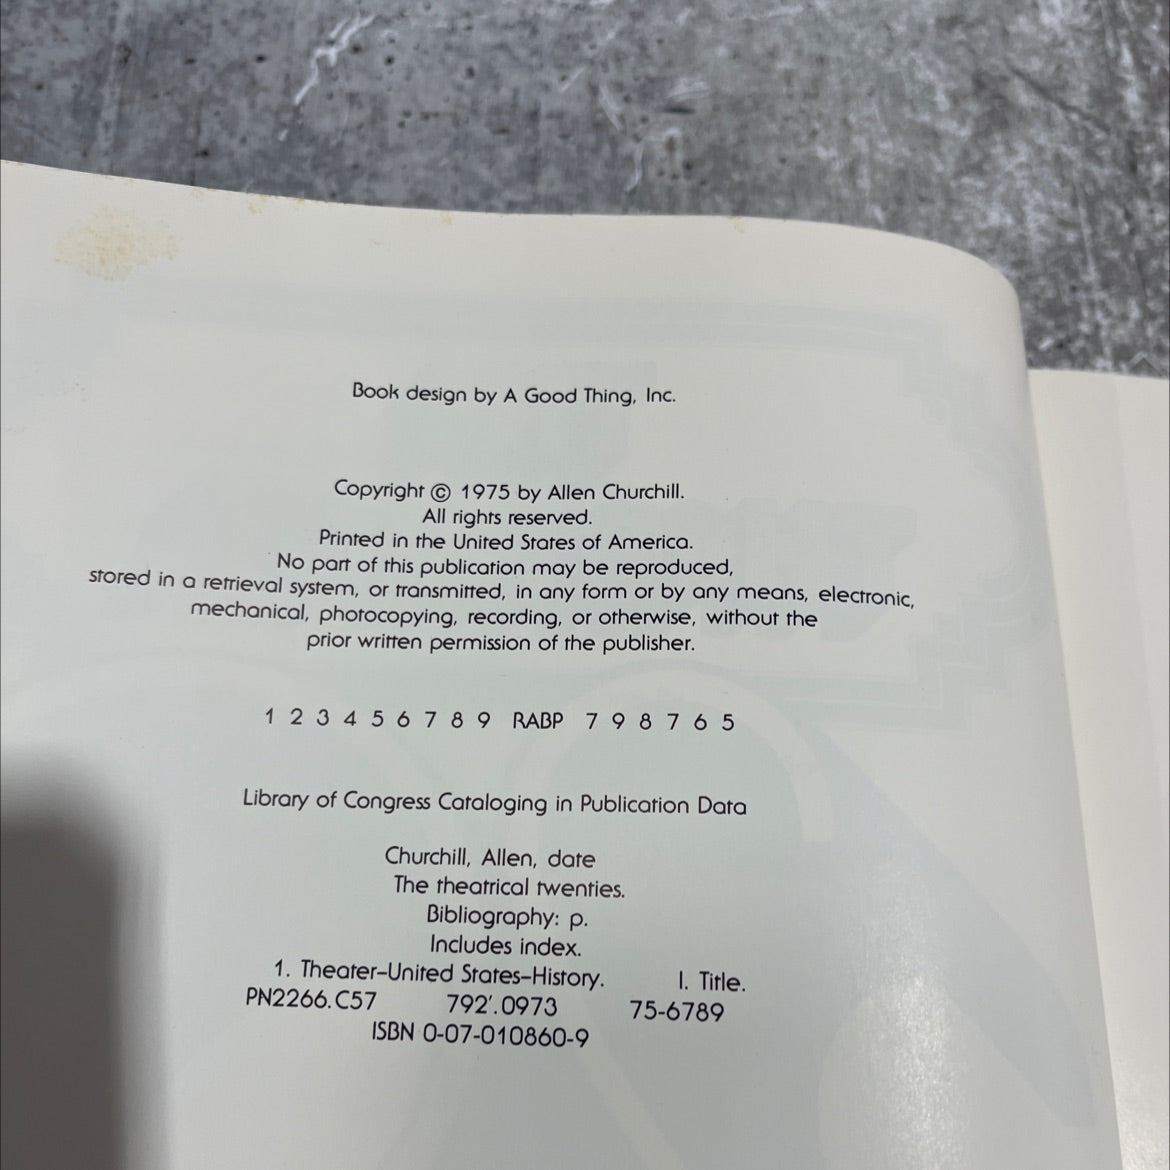 Book design by A Good Thing, Inc.
Copyright © 1975 by Allen Churchill.
All rights reserved.
Printed in the United States of America.
No part of this publication may be reproduced,
stored in a retrieval system, or transmitted, in any form or by any means, electronic,
mechanical, photocopying, recording, or otherwise, without the
prior written permission of the publisher.
1 2 3 4 5 6 7 8 9 RABP 7 9 8 7 6 5
Library of Congress Cataloging in Publication Data
Churchill, Allen, date
The theatrical twenties.
Bibliography: p.
Includes index.
1. Theater–United States–History. I. Title.
PN2266.C57 792'.0973 75-6789
ISBN 0-07-010860-9